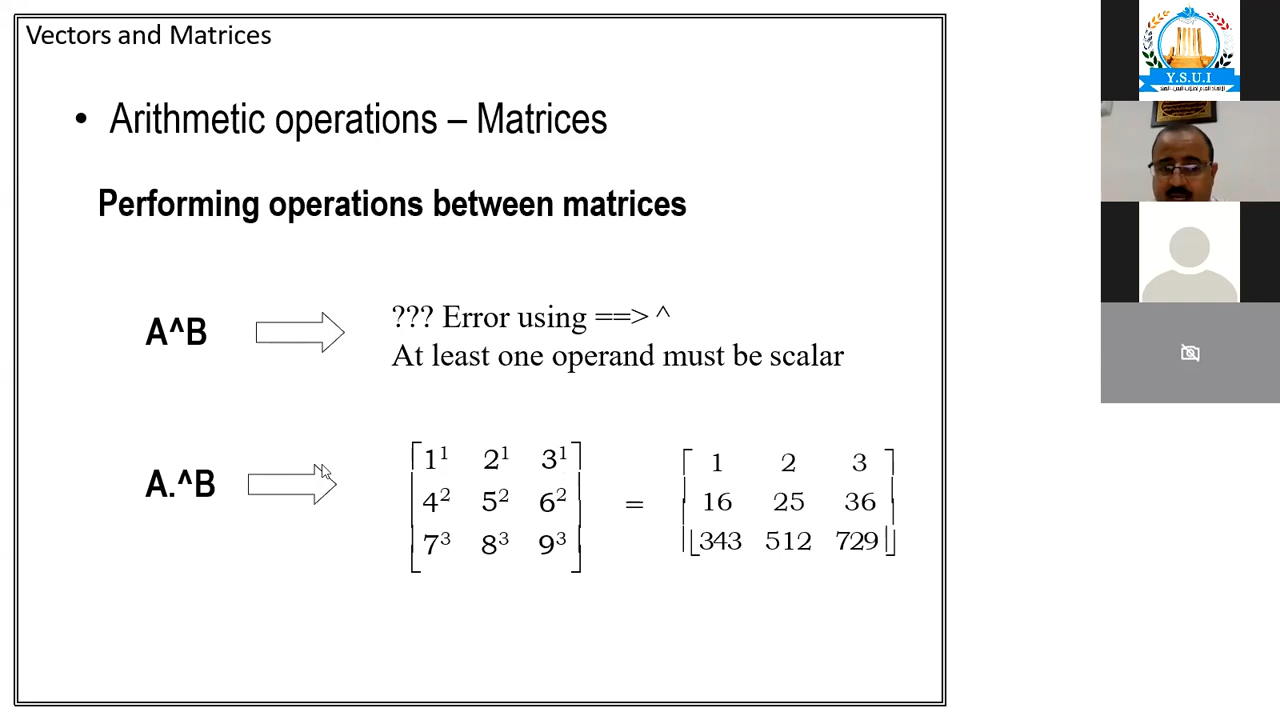 Vectors and Matrices
• Arithmetic operations – Matrices
Performing operations between matrices
A^B
??? Error using ==> ^
At least one operand must be scalar
A.^B
1¹ 2¹ 3¹
4² 5² 6²
7³ 8³ 9³
=
1 2 3
16 25 36
343 512 729
Y.S.U.I